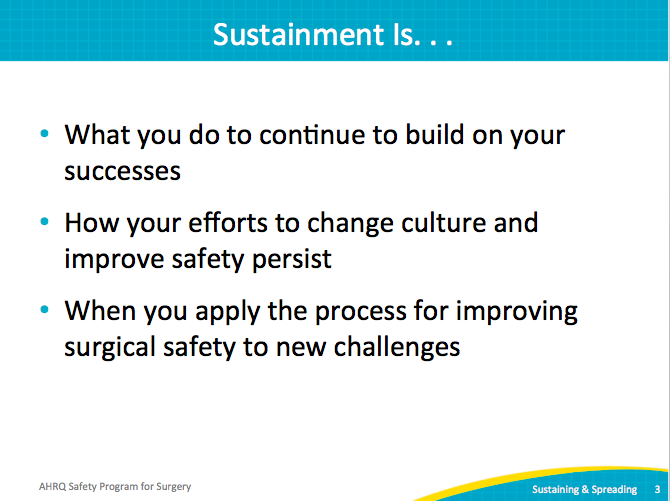 Sustainment Is. . .
• What you do to continue to build on your
successes
• How your efforts to change culture and
improve safety persist
• When you apply the process for improving
surgical safety to new challenges
AHRQ Safety Program for Surgery
Sustaining & Spreading 3